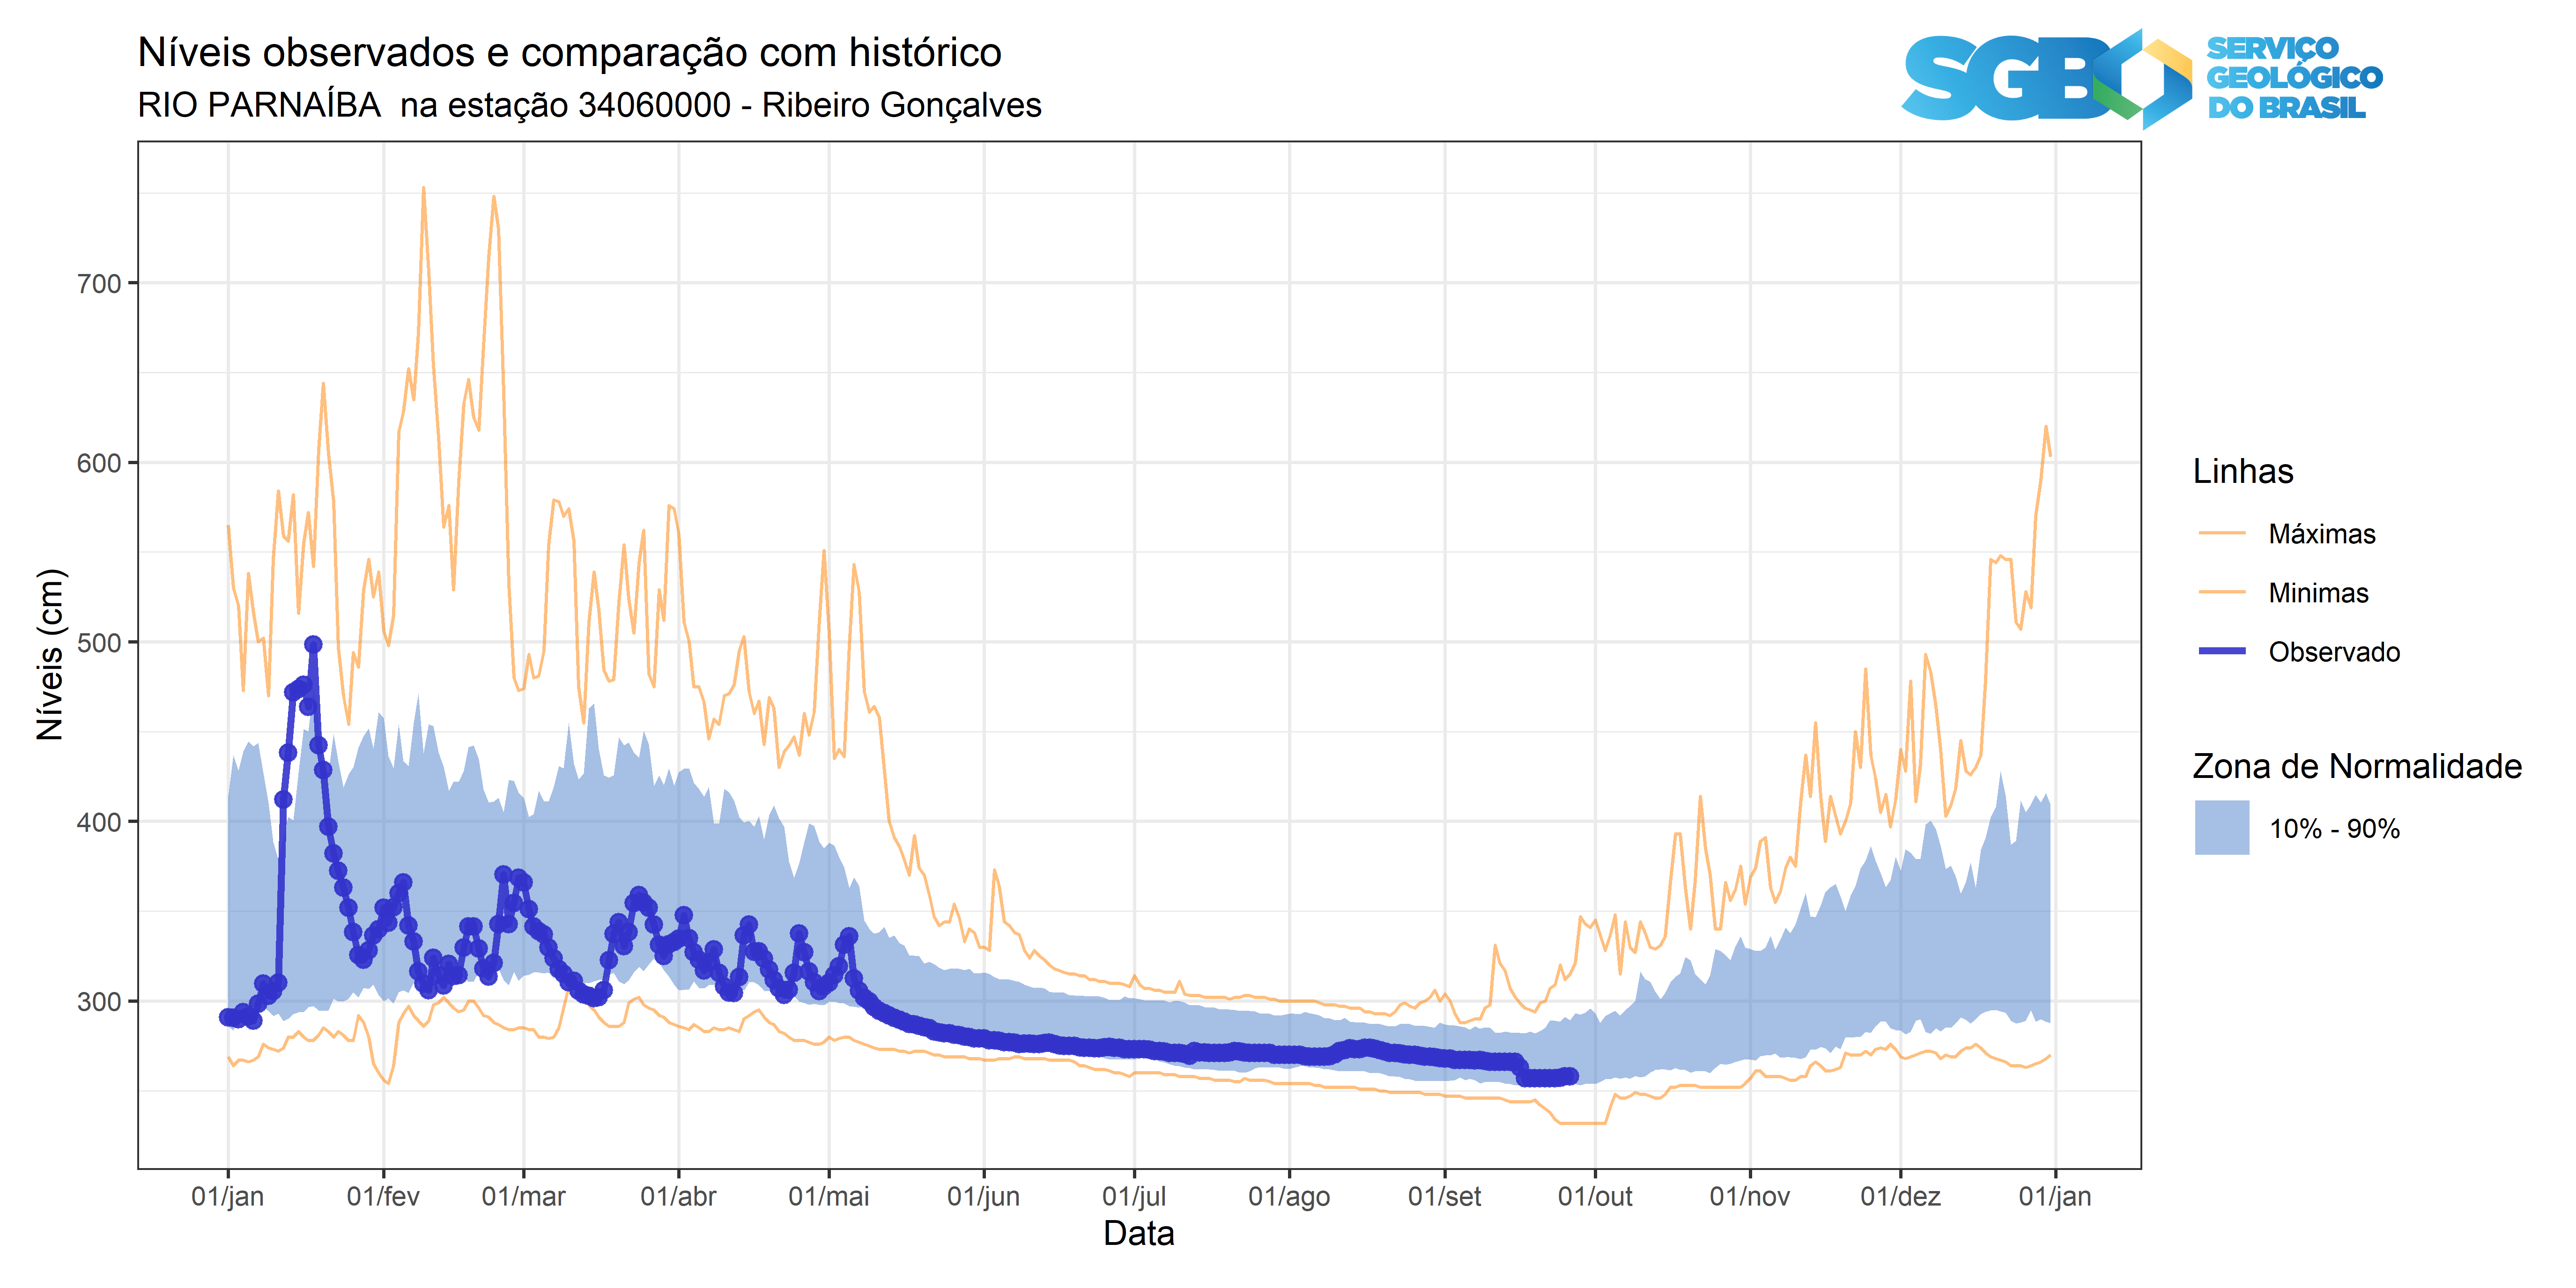 Níveis observados e comparação com histórico
RIO PARNAÍBA  na estação 34060000 - Ribeiro Gonçalves
SGB
SERVIÇO
GEOLÓGICO
DO BRASIL
Níveis (cm)
700
600
500
400
300
01/jan
01/fev
01/mar
01/abr
01/mai
01/jun
01/jul
01/ago
01/set
01/out
01/nov
01/dez
01/jan
Data
Linhas
Máximas
Minimas
Observado
Zona de Normalidade
10% - 90%